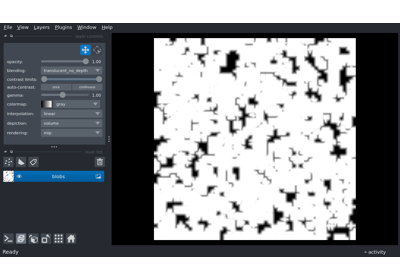 File View Layers Plugins Window Help
opacity: 1.00
blending: translucent_no_depth
contrast limits:
auto-contrast: once continuous
gamma: 1.00
colormap: gray
interpolation: linear
depiction: volume
rendering: mip
blobs
Ready activity